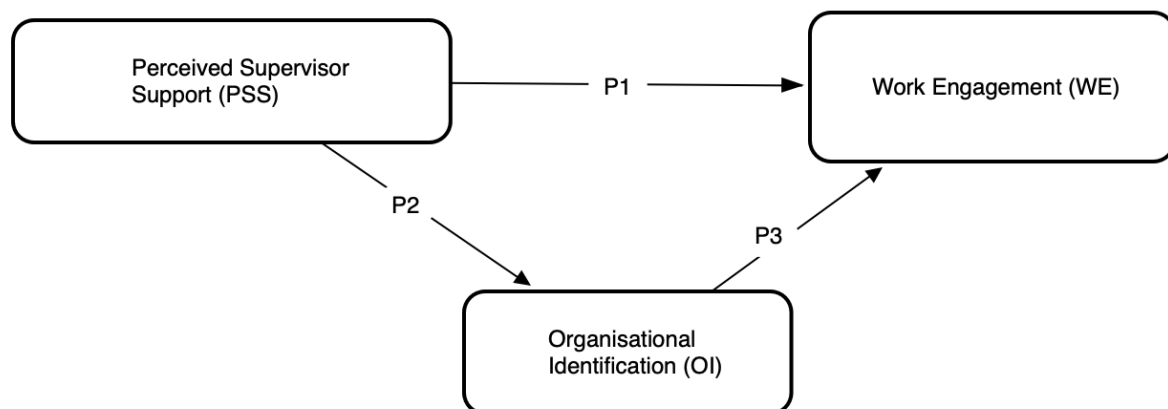 Perceived Supervisor
Support (PSS)
P1
Work Engagement (WE)
P2
P3
Organisational
Identification (OI)